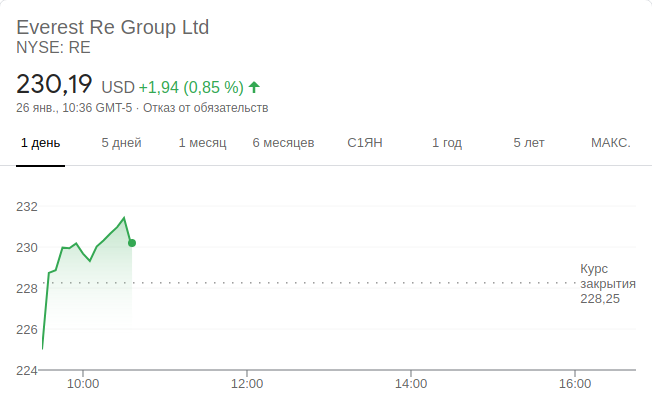 Everest Re Group Ltd
NYSE: RE
230,19 USD +1,94 (0,85 %)
26 янв., 10:36 GMT-5 · Отказ от обязательств
1 день 5 дней 1 месяц 6 месяцев С1ЯН 1 год 5 лет МАКС.
232
230
Курс
закрытия
228,25
228
226
224
10:00 12:00 14:00 16:00